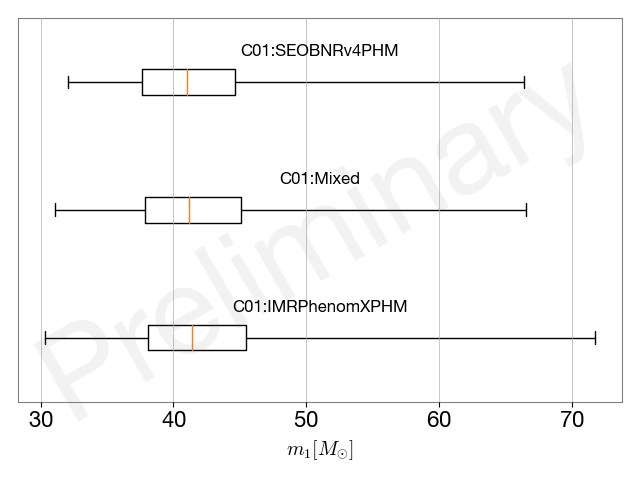 C01:SEOBNRv4PHM
C01:Mixed
C01:IMRPhenomXPHM
Preliminary
30 40 50 60 70
m₁[M☉]